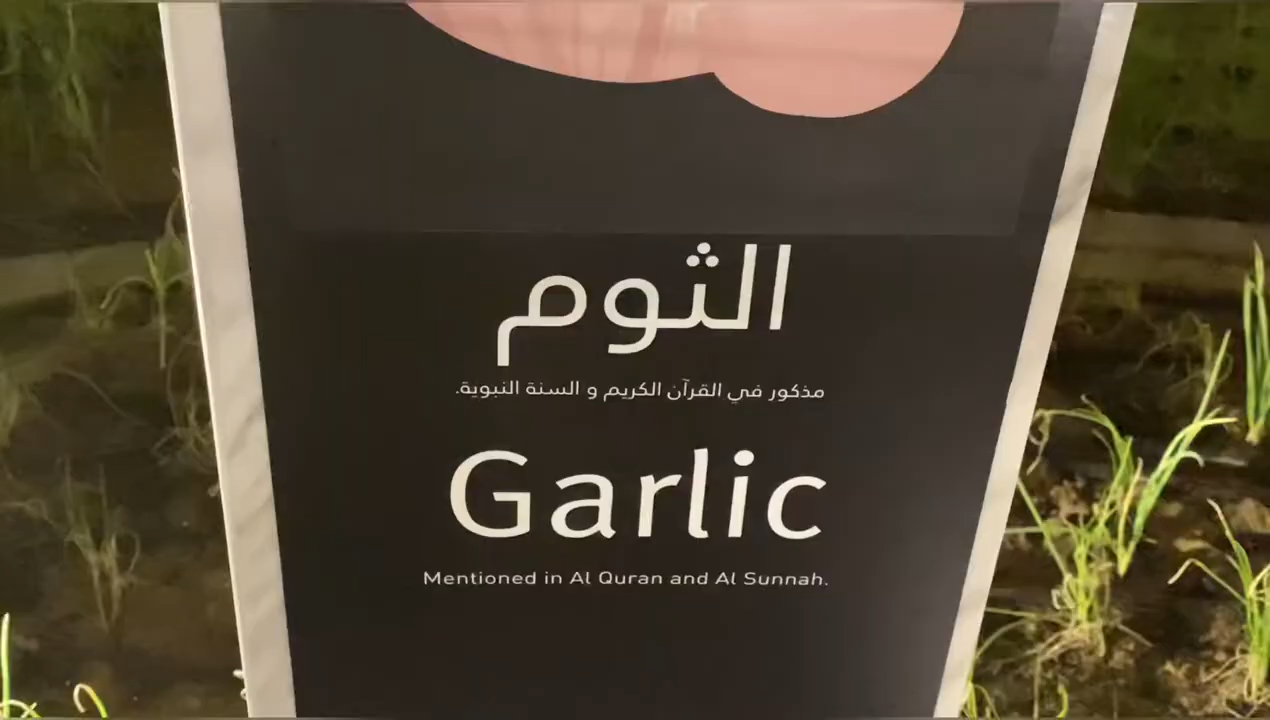 الثوم
مذكور في القرآن الكريم و السنة النبوية.
Garlic
Mentioned in Al Quran and Al Sunnah.